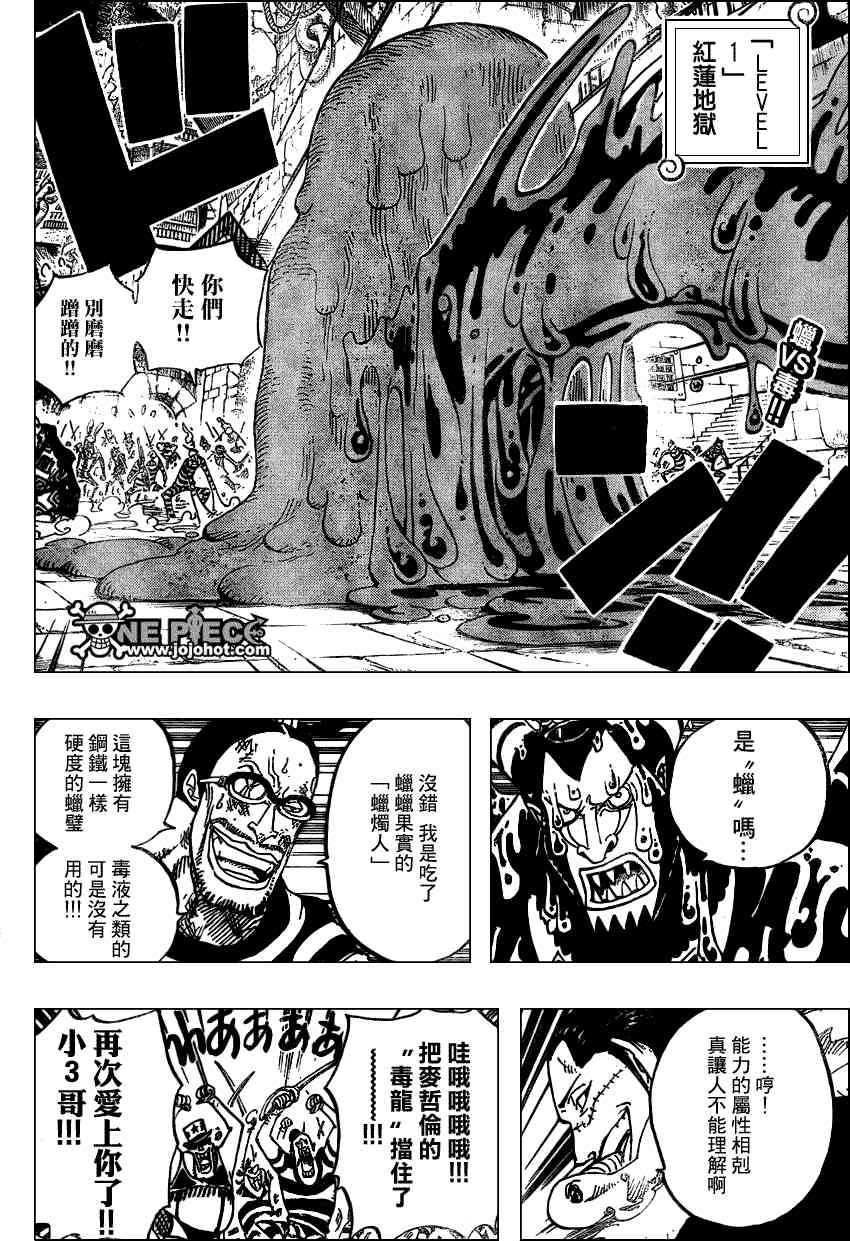 「LEVEL
1」
紅蓮地獄
蠟VS毒!!!
你們
快走!!
別磨磨
蹭蹭的!!
ONE PIECE
www.jojohot.com
是〝蠟〞嗎…
沒錯 我是吃了
蠟蠟果實的
「蠟燭人」
這塊擁有
鋼鐵一樣
硬度的蠟壁
毒液之類的
可是沒有
用的!!!
……哼!
能力的屬性相剋
真讓人不能理解啊
哇哦哦哦哦!!!
把麥哲倫的
〝毒龍〞擋住了
~~~~~~~!!!
ああああ
再次愛上你了!!
小3哥!!!